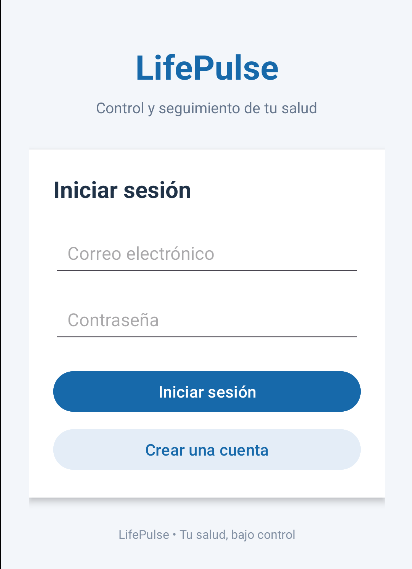 LifePulse
Control y seguimiento de tu salud
Iniciar sesión
Correo electrónico
Contraseña
Iniciar sesión
Crear una cuenta
LifePulse • Tu salud, bajo control